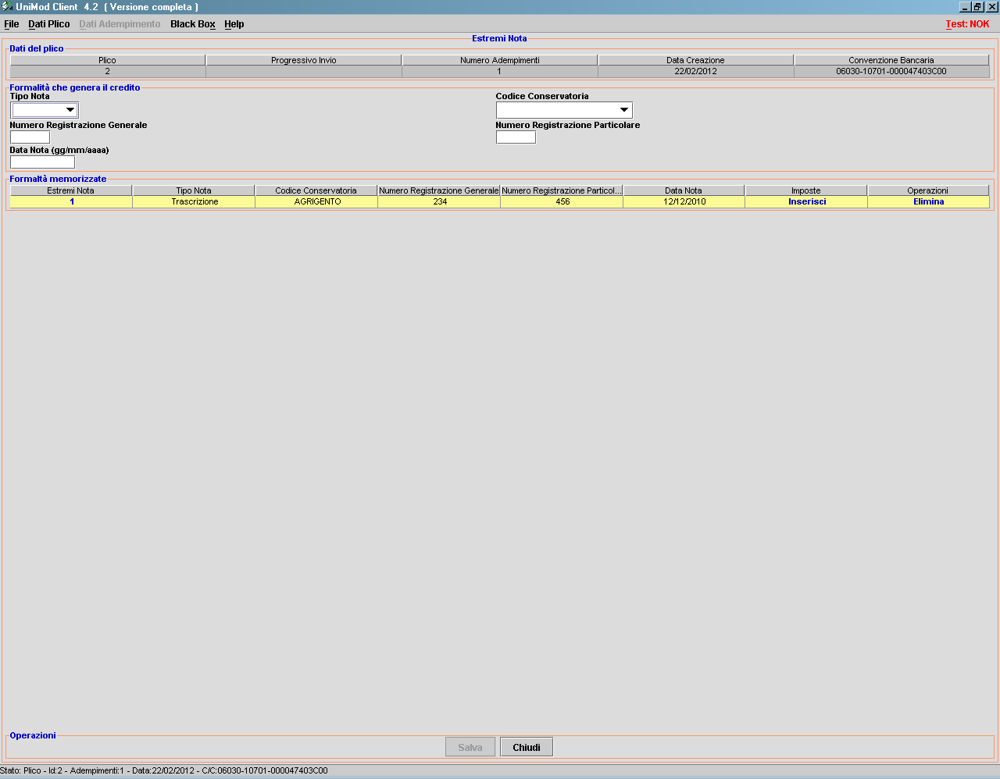 UniMod Client 4.2 ( Versione completa )
File Dati Plico Dati Adempimento Black Box Help Test: NOK
Estremi Nota
Dati del plico
Plico Progressivo Invio Numero Adempimenti Data Creazione Convenzione Bancaria
2 1 22/02/2012 06030-10701-000047403C00
Formalità che genera il credito
Tipo Nota Codice Conservatoria
Numero Registrazione Generale Numero Registrazione Particolare
Data Nota (gg/mm/aaaa)
Formaltà memorizzate
Estremi Nota Tipo Nota Codice Conservatoria Numero Registrazione Generale Numero Registrazione Particol... Data Nota Imposte Operazioni
1 Trascrizione AGRIGENTO 234 456 12/12/2010 Inserisci Elimina
Operazioni
Salva Chiudi
Stato: Plico - Id:2 - Adempimenti:1 - Data:22/02/2012 - C/C:06030-10701-000047403C00